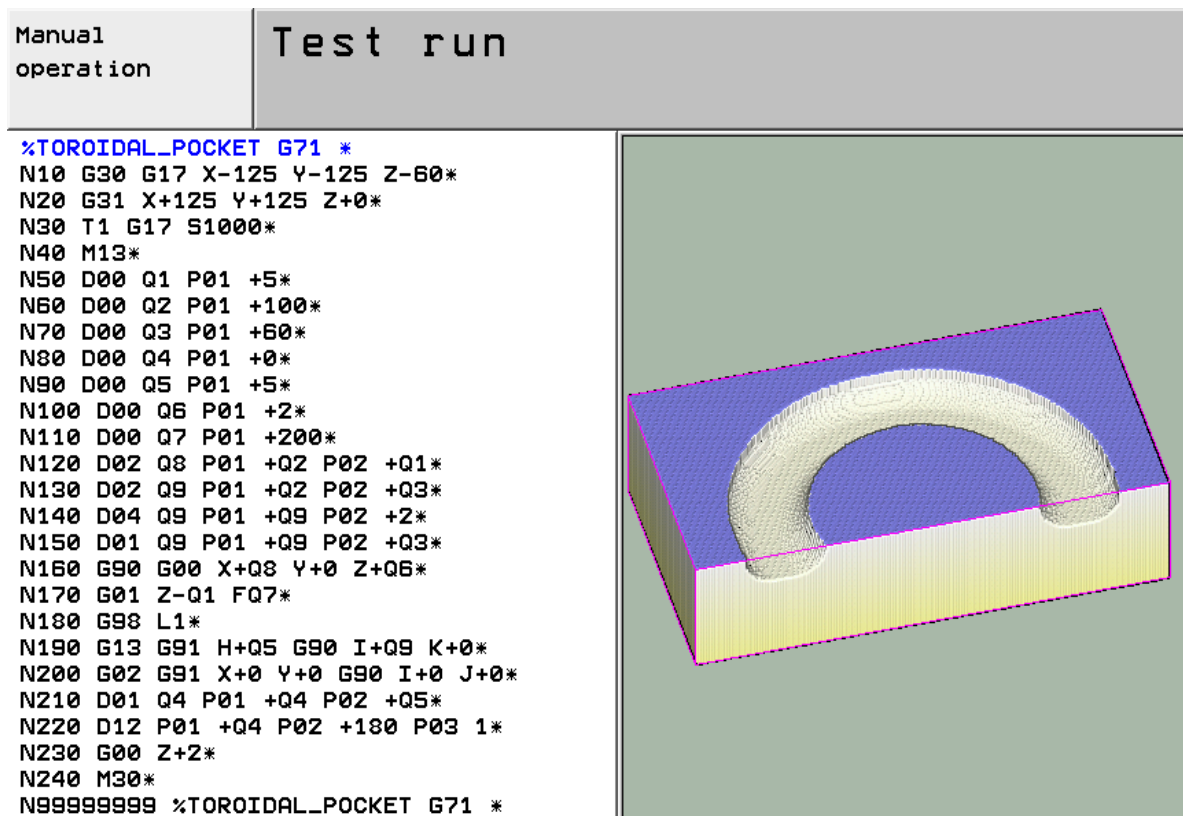 Manual
operation
Test run
%TOROIDAL_POCKET G71 *
N10 G30 G17 X-125 Y-125 Z-60*
N20 G31 X+125 Y+125 Z+0*
N30 T1 G17 S1000*
N40 M13*
N50 D00 Q1 P01 +5*
N60 D00 Q2 P01 +100*
N70 D00 Q3 P01 +60*
N80 D00 Q4 P01 +0*
N90 D00 Q5 P01 +5*
N100 D00 Q6 P01 +2*
N110 D00 Q7 P01 +200*
N120 D02 Q8 P01 +Q2 P02 +Q1*
N130 D02 Q9 P01 +Q2 P02 +Q3*
N140 D04 Q9 P01 +Q9 P02 +2*
N150 D01 Q9 P01 +Q9 P02 +Q3*
N160 G90 G00 X+Q8 Y+0 Z+Q6*
N170 G01 Z-Q1 FQ7*
N180 G98 L1*
N190 G13 G91 H+Q5 G90 I+Q9 K+0*
N200 G02 G91 X+0 Y+0 G90 I+0 J+0*
N210 D01 Q4 P01 +Q4 P02 +Q5*
N220 D12 P01 +Q4 P02 +180 P03 1*
N230 G00 Z+2*
N240 M30*
N99999999 %TOROIDAL_POCKET G71 *